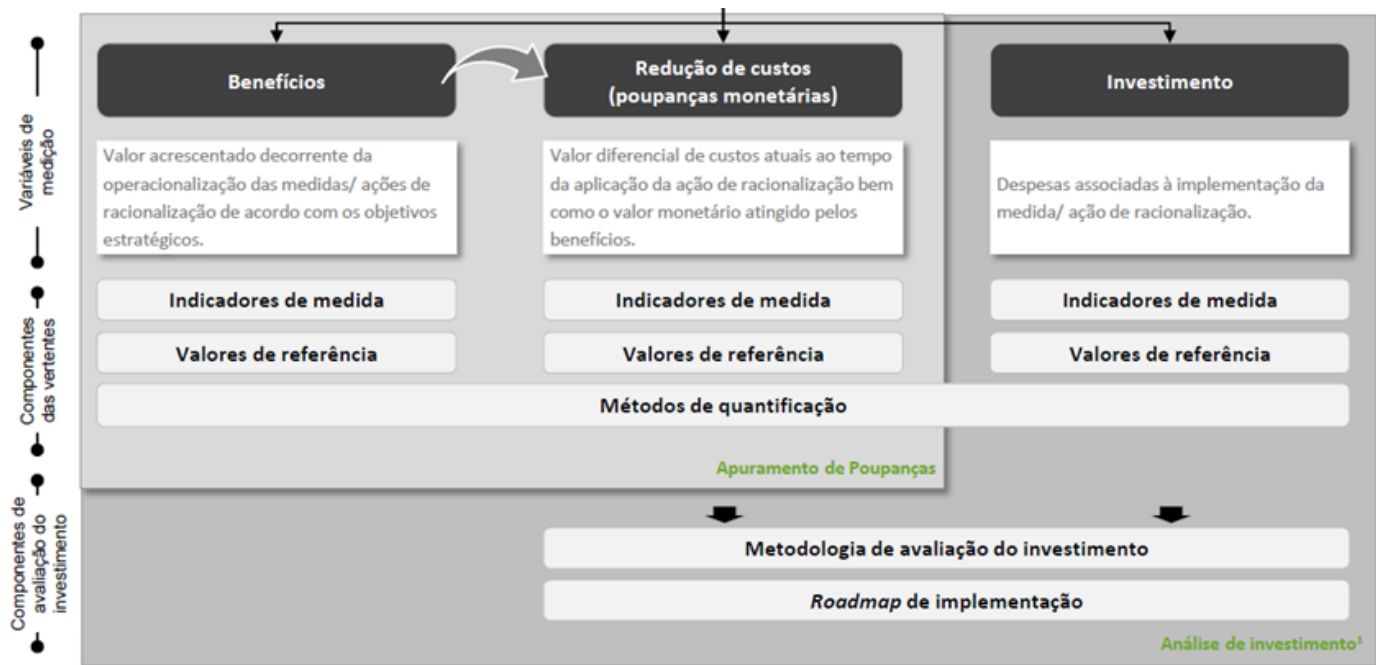 Variáveis de
medição
Benefícios
Redução de custos
(poupanças monetárias)
Investimento
Valor acrescentado decorrente da
operacionalização das medidas/ ações de
racionalização de acordo com os objetivos
estratégicos.
Valor diferencial de custos atuais ao tempo
da aplicação da ação de racionalização bem
como o valor monetário atingido pelos
benefícios.
Despesas associadas à implementação da
medida/ ação de racionalização.
Componentes
das vertentes
Indicadores de medida
Indicadores de medida
Indicadores de medida
Valores de referência
Valores de referência
Valores de referência
Métodos de quantificação
Apuramento de Poupanças
Componentes de
avaliação do
investimento
Metodologia de avaliação do investimento
Roadmap de implementação
Análise de investimento¹